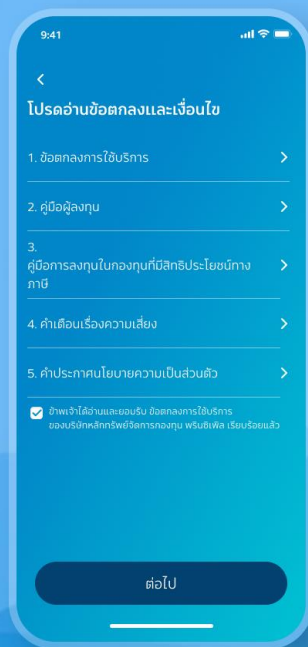 9:41
โปรดอ่านข้อตกลงและเงื่อนไข
1. ข้อตกลงการใช้บริการ
2. คู่มือผู้ลงทุน
3.
คู่มือการลงทุนในกองทุนที่มีสิทธิประโยชน์ทาง
ภาษี
4. คำเตือนเรื่องความเสี่ยง
5. คำประกาศนโยบายความเป็นส่วนตัว
ข้าพเจ้าได้อ่านและยอมรับ ข้อตกลงการใช้บริการ
ของบริษัทหลักทรัพย์จัดการกองทุน พรินซิเพิล เรียบร้อยแล้ว
ต่อไป